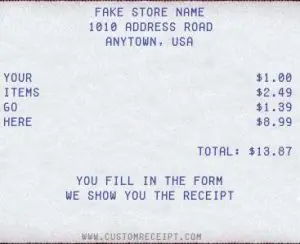 FAKE STORE NAME
1010 ADDRESS ROAD
ANYTOWN, USA
YOUR $1.00
ITEMS $2.49
GO $1.39
HERE $8.99
TOTAL: $13.87
YOU FILL IN THE FORM
WE SHOW YOU THE RECEIPT
WWW.CUSTOMRECEIPT.COM